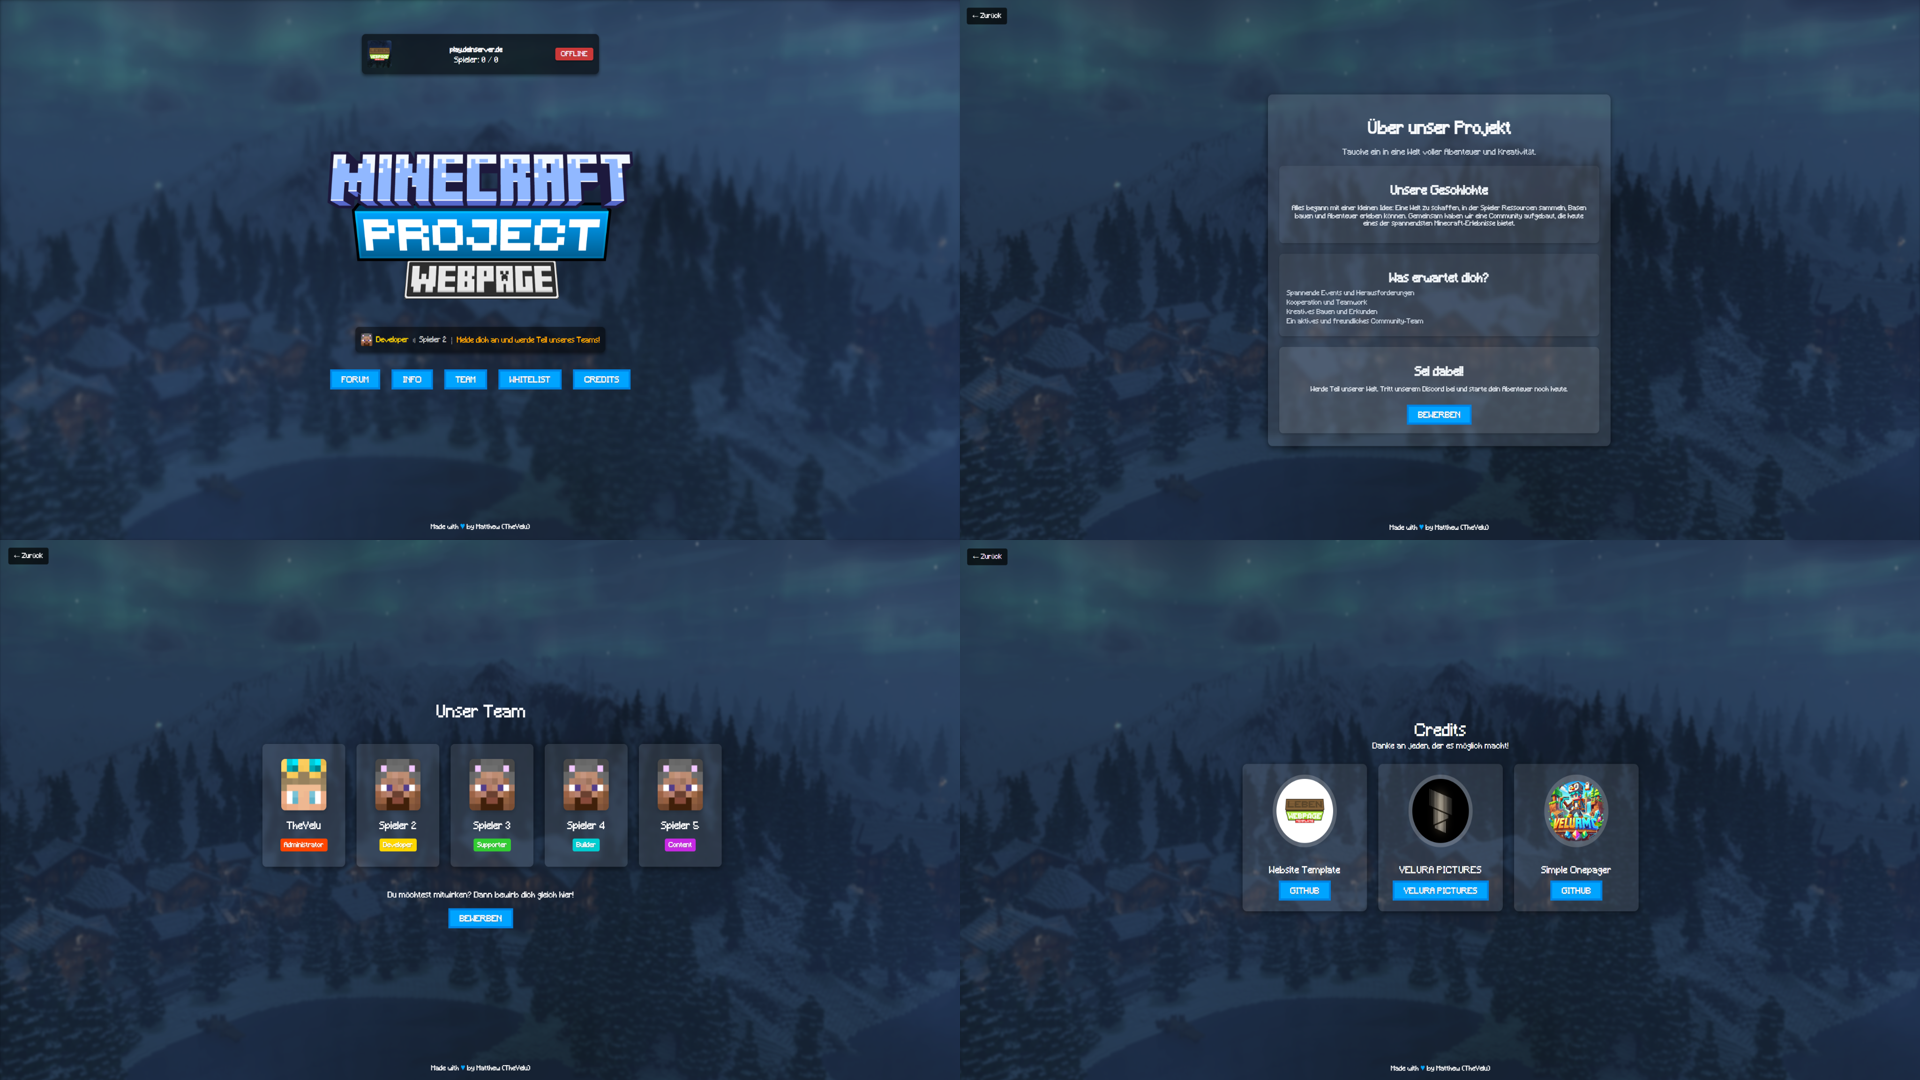 play.deinserver.de
Spieler: 0 / 0
OFFLINE
MINECRAFT
PROJECT
WEBPAGE
Developer « Spieler 2 | Melde dich an und werde Teil unseres Teams!
FORUM
INFO
TEAM
WHITELIST
CREDITS
Made with ♥ by Matthew (TheVelu)
← Zurück
Über unser Projekt
Tauche ein in eine Welt voller Abenteuer und Kreativität.
Unsere Geschichte
Alles begann mit einer kleinen Idee: Eine Welt zu schaffen, in der Spieler Ressourcen sammeln, Basen
bauen und Abenteuer erleben können. Gemeinsam haben wir eine Community aufgebaut, die heute
eines der spannendsten Minecraft-Erlebnisse bietet.
Was erwartet dich?
Spannende Events und Herausforderungen
Kooperation und Teamwork
Kreatives Bauen und Erkunden
Ein aktives und freundliches Community-Team
Sei dabei!
Werde Teil unserer Welt. Tritt unserem Discord bei und starte dein Abenteuer noch heute.
BEWERBEN
Made with ♥ by Matthew (TheVelu)
← Zurück
Unser Team
TheVelu
Administrator
Spieler 2
Developer
Spieler 3
Supporter
Spieler 4
Builder
Spieler 5
Content
Du möchtest mitwirken? Dann bewirb dich gleich hier!
BEWERBEN
Made with ♥ by Matthew (TheVelu)
← Zurück
Credits
Danke an jeden, der es möglich macht!
LEBEN
WEBPAGE
Website Template
GITHUB
VELURA PICTURES
VELURA PICTURES
VELUAMC
Simple Onepager
GITHUB
Made with ♥ by Matthew (TheVelu)